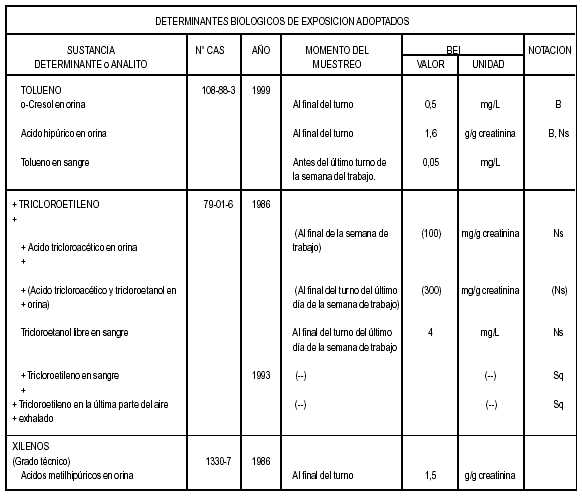 DETERMINANTES BIOLOGICOS DE EXPOSICION ADOPTADOS
SUSTANCIA
DETERMINANTE o ANALITO
N° CAS
AÑO
MOMENTO DEL
MUESTREO
BEI
VALOR
UNIDAD
NOTACION
TOLUENO 108-88-3 1999
o-Cresol en orina Al final del turno 0,5 mg/L B
Acido hipúrico en orina Al final del turno 1,6 g/g creatinina B, Ns
Tolueno en sangre Antes del último turno de 0,05 mg/L
la semana del trabajo.
+ TRICLOROETILENO 79-01-6 1986
+
(Al final de la semana de (100) mg/g creatinina Ns
+ Acido tricloroacético en orina trabajo)
+
+ (Acido tricloroacético y tricloroetanol en (Al final del turno del último (300) mg/g creatinina (Ns)
+ orina) día de la semana de trabajo)
Tricloroetanol libre en sangre Al final del turno del último 4 mg/L Ns
día de la semana de trabajo
+ Tricloroetileno en sangre 1993 (--) (--) Sq
+
+ Tricloroetileno en la última parte del aire (--) (--) Sq
+ exhalado
XILENOS
(Grado técnico) 1330-7 1986
Acidos metilhipúricos en orina Al final del turno 1,5 g/g creatinina